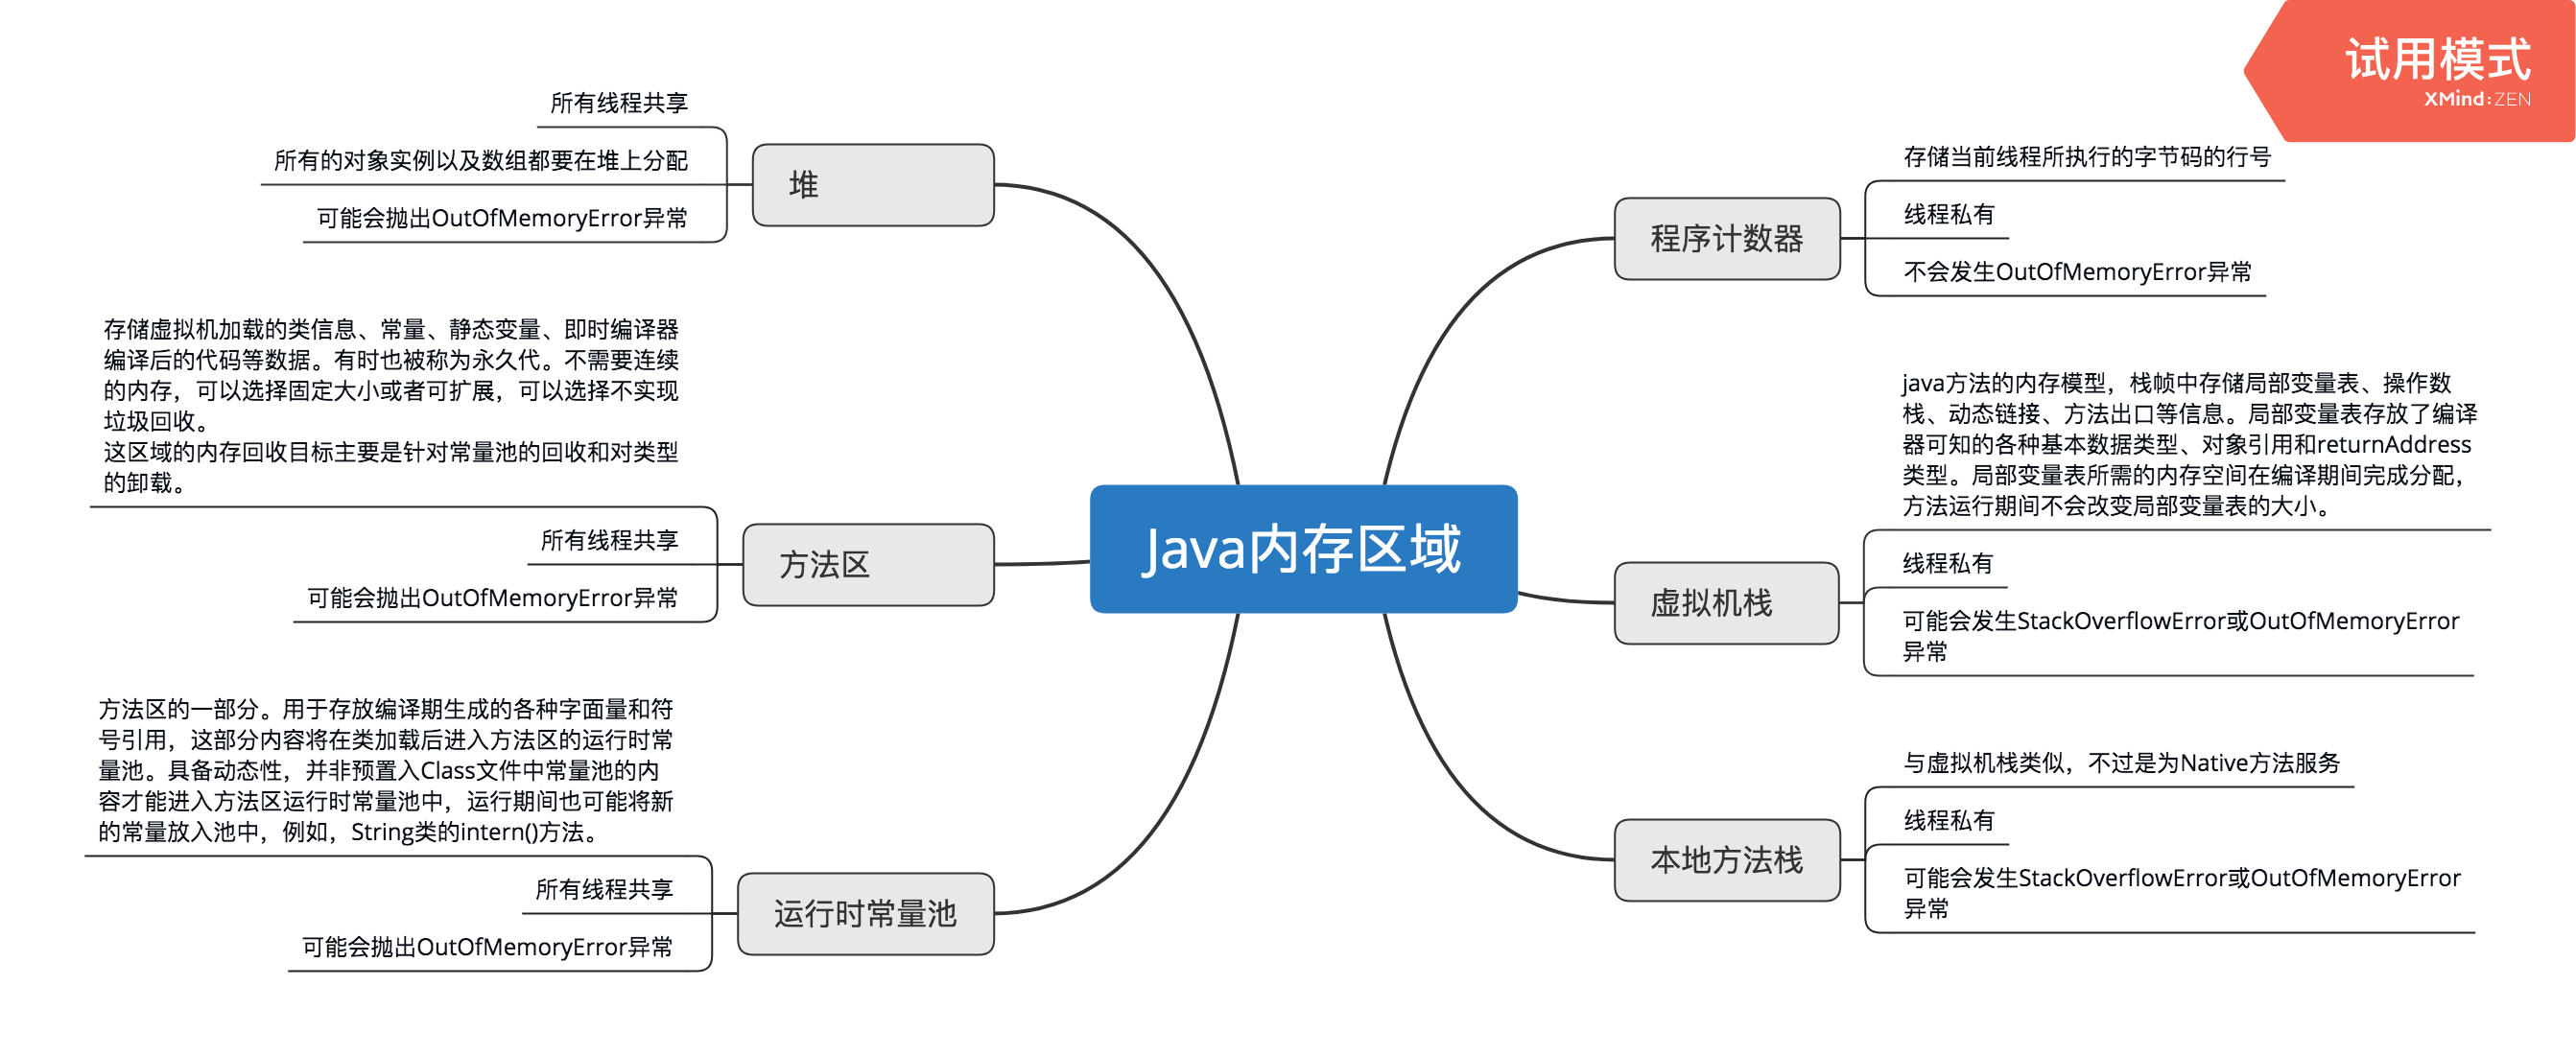 试用模式
XMind:ZEN
Java内存区域
程序计数器
存储当前线程所执行的字节码的行号
线程私有
不会发生OutOfMemoryError异常
虚拟机栈
java方法的内存模型，栈帧中存储局部变量表、操作数
栈、动态链接、方法出口等信息。局部变量表存放了编译
器可知的各种基本数据类型、对象引用和returnAddress
类型。局部变量表所需的内存空间在编译期间完成分配，
方法运行期间不会改变局部变量表的大小。
线程私有
可能会发生StackOverflowError或OutOfMemoryError
异常
本地方法栈
与虚拟机栈类似，不过是为Native方法服务
线程私有
可能会发生StackOverflowError或OutOfMemoryError
异常
堆
所有线程共享
所有的对象实例以及数组都要在堆上分配
可能会抛出OutOfMemoryError异常
方法区
存储虚拟机加载的类信息、常量、静态变量、即时编译器
编译后的代码等数据。有时也被称为永久代。不需要连续
的内存，可以选择固定大小或者可扩展，可以选择不实现
垃圾回收。
这区域的内存回收目标主要是针对常量池的回收和对类型
的卸载。
所有线程共享
可能会抛出OutOfMemoryError异常
运行时常量池
方法区的一部分。用于存放编译期生成的各种字面量和符
号引用，这部分内容将在类加载后进入方法区的运行时常
量池。具备动态性，并非预置入Class文件中常量池的内
容才能进入方法区运行时常量池中，运行期间也可能将新
的常量放入池中，例如，String类的intern()方法。
所有线程共享
可能会抛出OutOfMemoryError异常